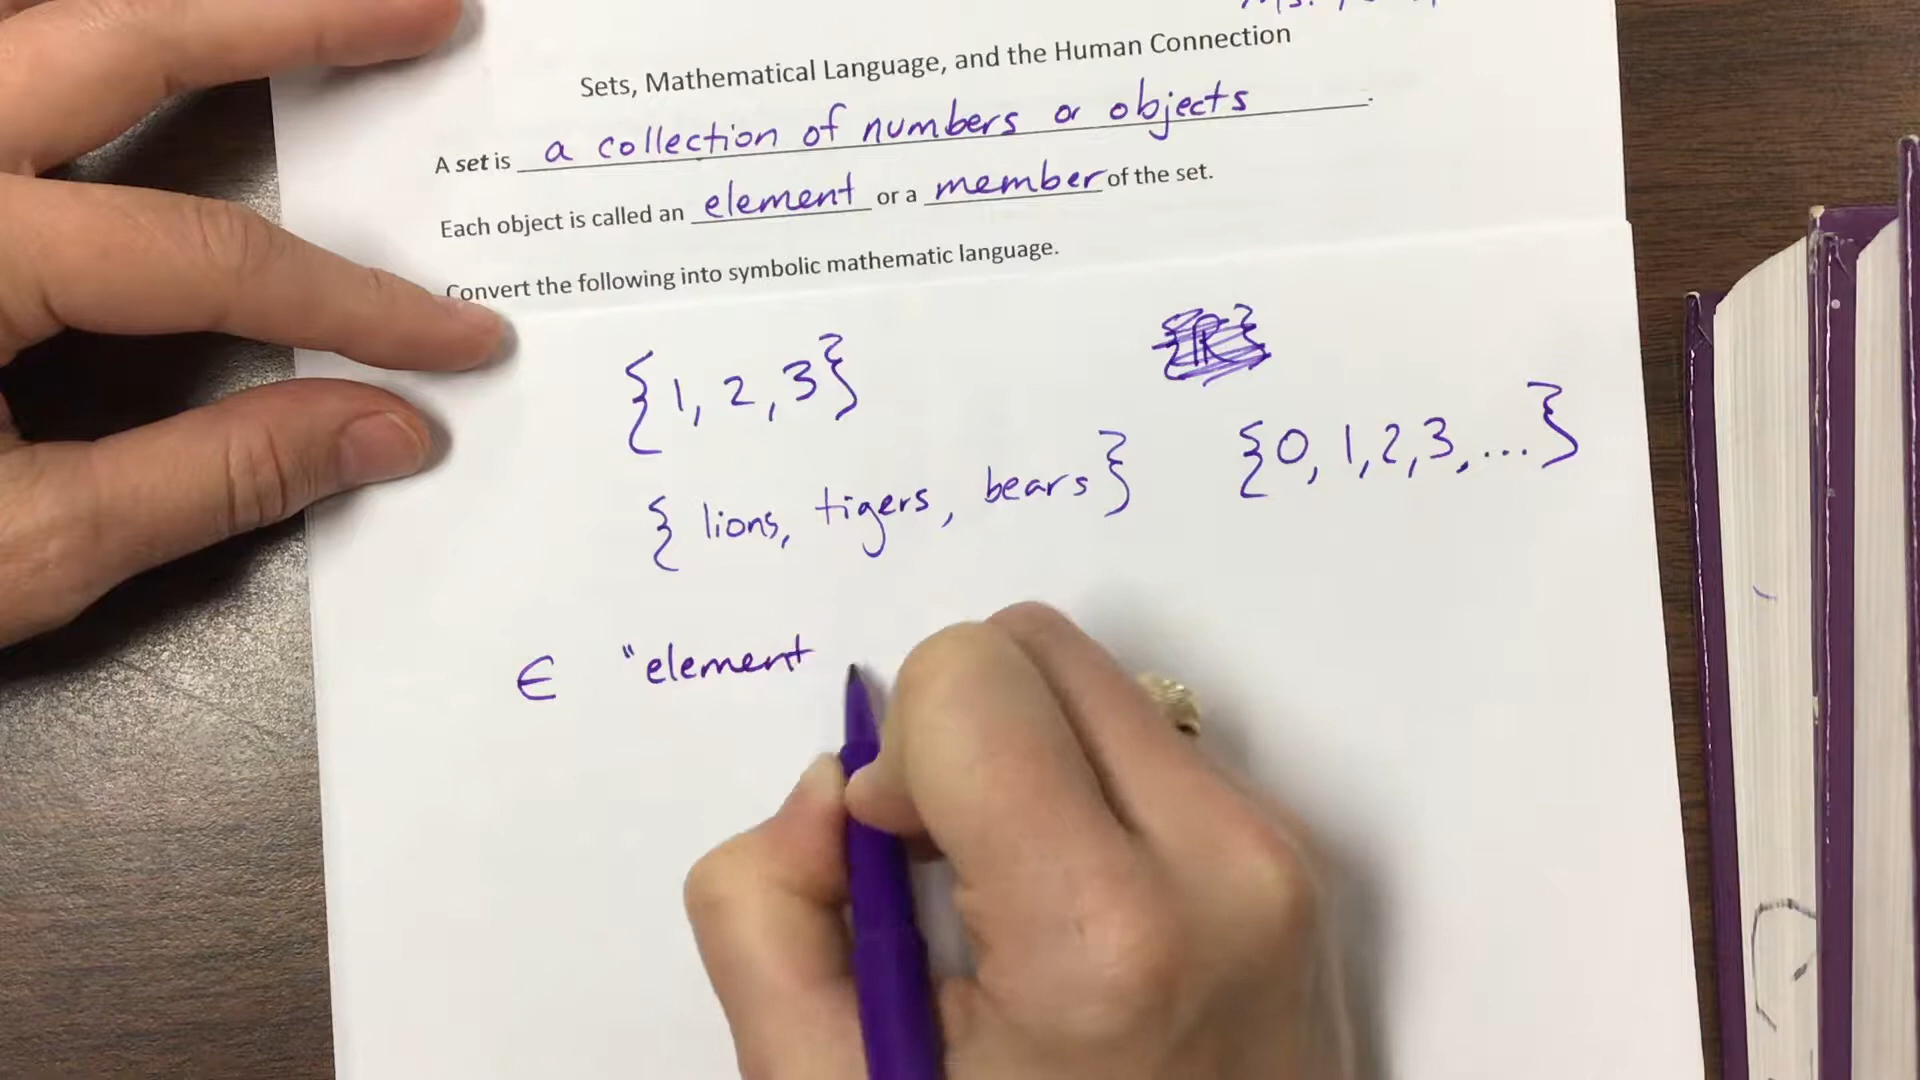 Sets, Mathematical Language, and the Human Connection
A set is a collection of numbers or objects.
Each object is called an element or a member of the set.
Convert the following into symbolic mathematic language.
{1, 2, 3}
{ lions, tigers, bears}
{0, 1, 2, 3, ...}
∈ "element